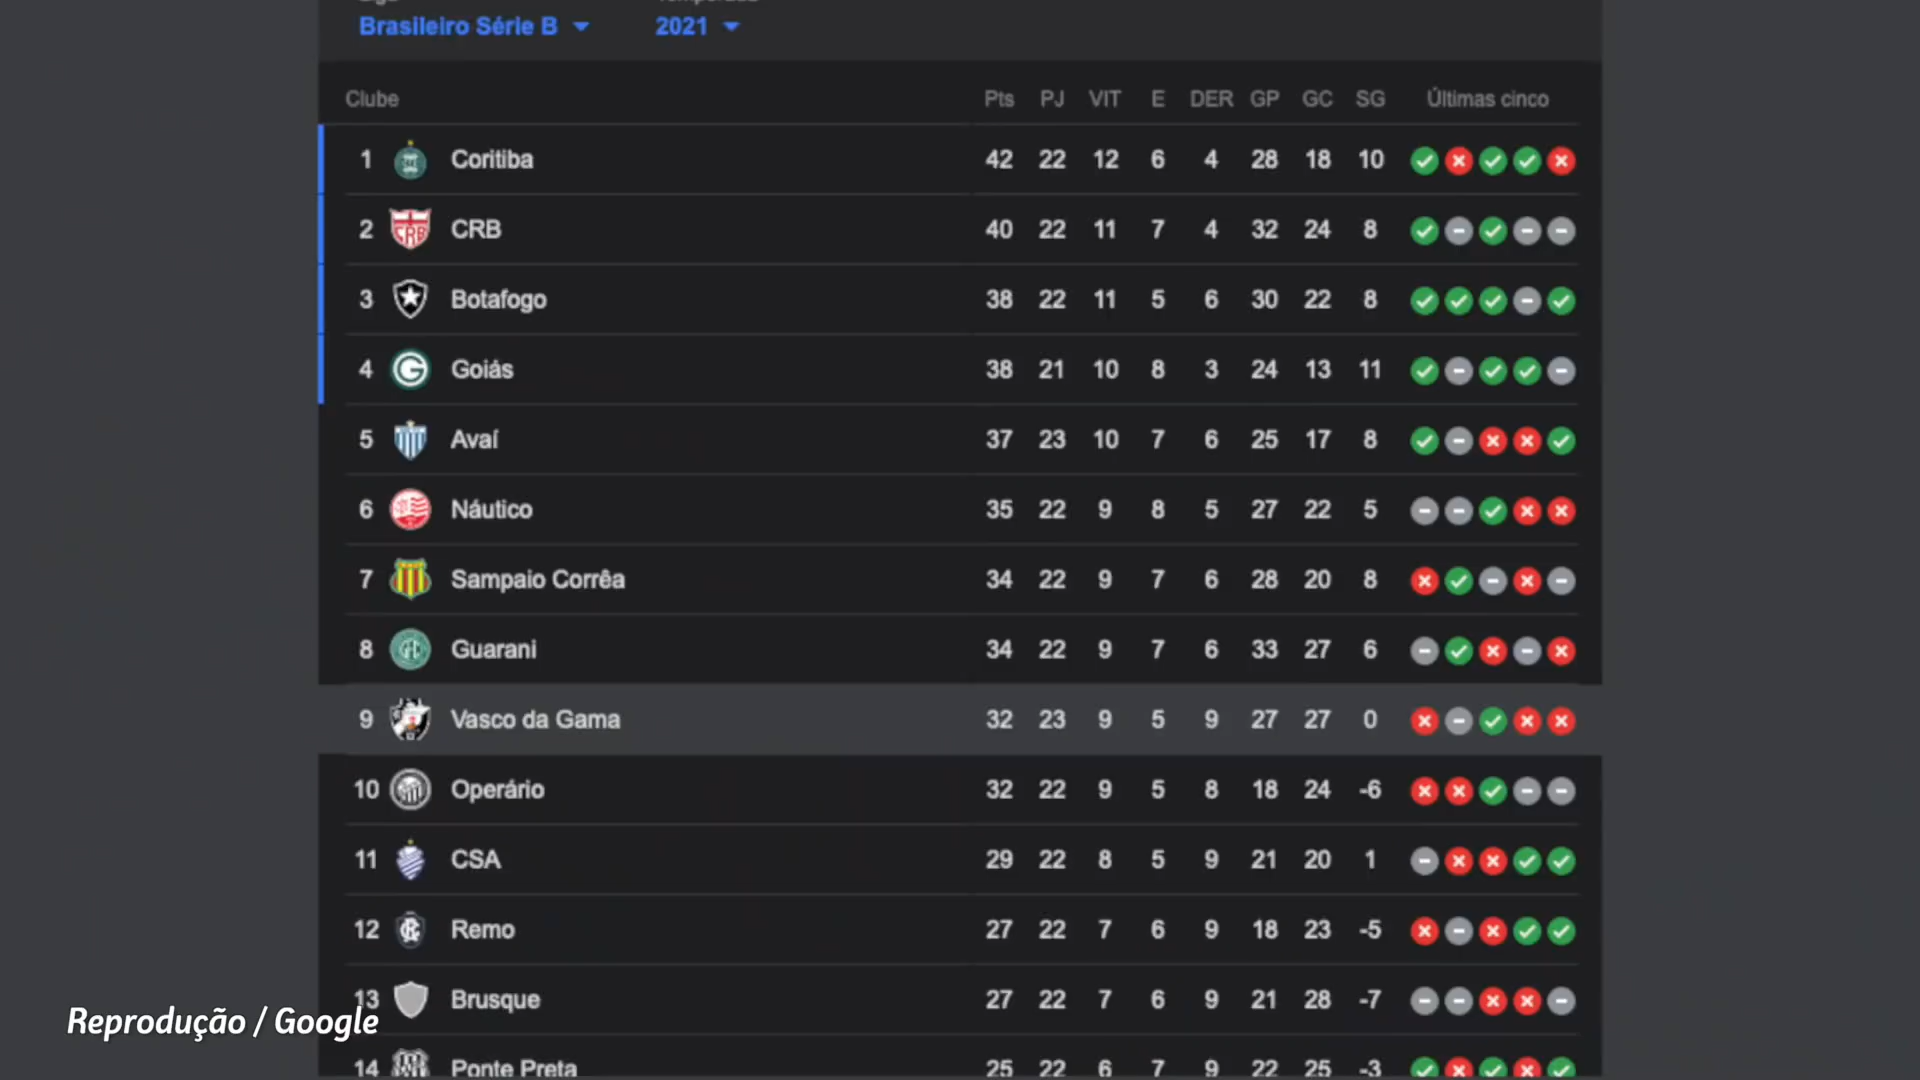 Brasileiro Série B 2021
Clube Pts PJ VIT E DER GP GC SG Últimas cinco
1 Coritiba 42 22 12 6 4 28 18 10
2 CRB 40 22 11 7 4 32 24 8
3 Botafogo 38 22 11 5 6 30 22 8
4 Goiás 38 21 10 8 3 24 13 11
5 Avaí 37 23 10 7 6 25 17 8
6 Náutico 35 22 9 8 5 27 22 5
7 Sampaio Corrêa 34 22 9 7 6 28 20 8
8 Guarani 34 22 9 7 6 33 27 6
9 Vasco da Gama 32 23 9 5 9 27 27 0
10 Operário 32 22 9 5 8 18 24 -6
11 CSA 29 22 8 5 9 21 20 1
12 Remo 27 22 7 6 9 18 23 -5
13 Brusque 27 22 7 6 9 21 28 -7
14 Ponte Preta 25 22 6 7 9 22 25 -3
Reprodução / Google